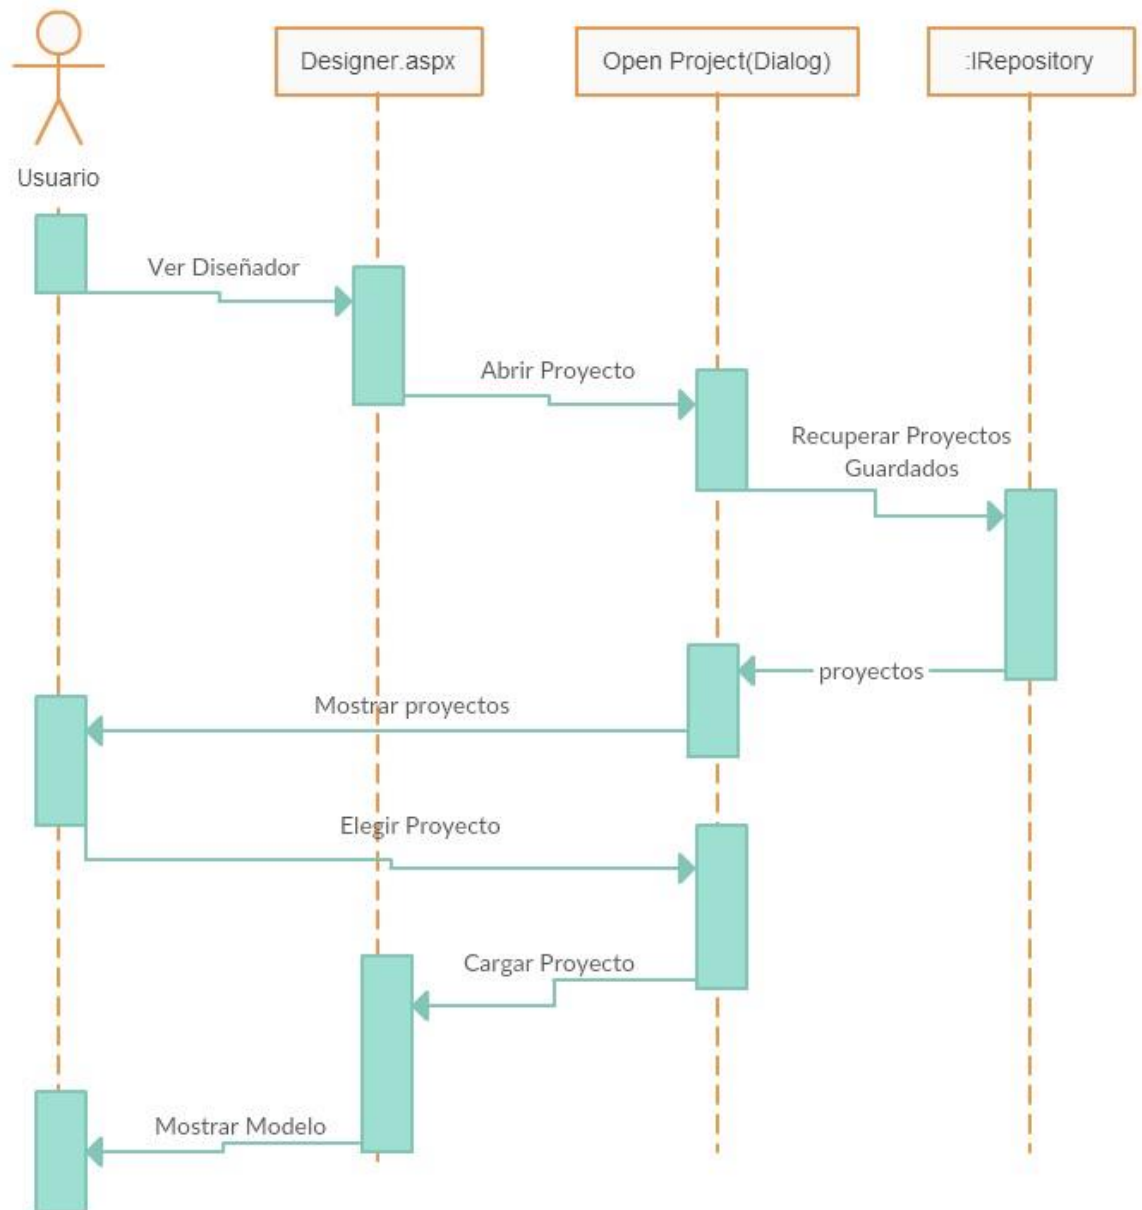 Designer.aspx
Open Project(Dialog)
:IRepository
Usuario
Ver Diseñador
Abrir Proyecto
Recuperar Proyectos
Guardados
proyectos
Mostrar proyectos
Elegir Proyecto
Cargar Proyecto
Mostrar Modelo